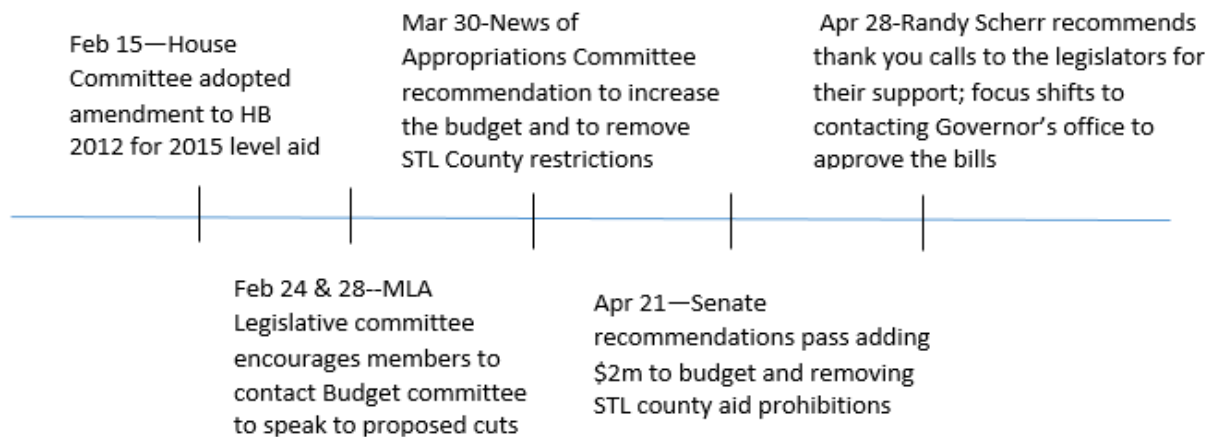 Feb 15—House
Committee adopted
amendment to HB
2012 for 2015 level aid
Feb 24 & 28--MLA
Legislative committee
encourages members to
contact Budget committee
to speak to proposed cuts
Mar 30-News of
Appropriations Committee
recommendation to increase
the budget and to remove
STL County restrictions
Apr 21—Senate
recommendations pass adding
$2m to budget and removing
STL county aid prohibitions
Apr 28-Randy Scherr recommends
thank you calls to the legislators for
their support; focus shifts to
contacting Governor’s office to
approve the bills